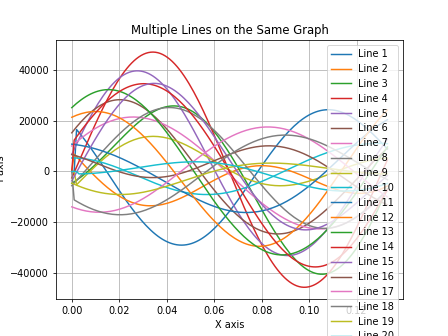 Multiple Lines on the Same Graph
40000
20000
0
−20000
−40000
0.00
0.02
0.04
0.06
0.08
0.10
X axis
Line 1
Line 2
Line 3
Line 4
Line 5
Line 6
Line 7
Line 8
Line 9
Line 10
Line 11
Line 12
Line 13
Line 14
Line 15
Line 16
Line 17
Line 18
Line 19
Line 20